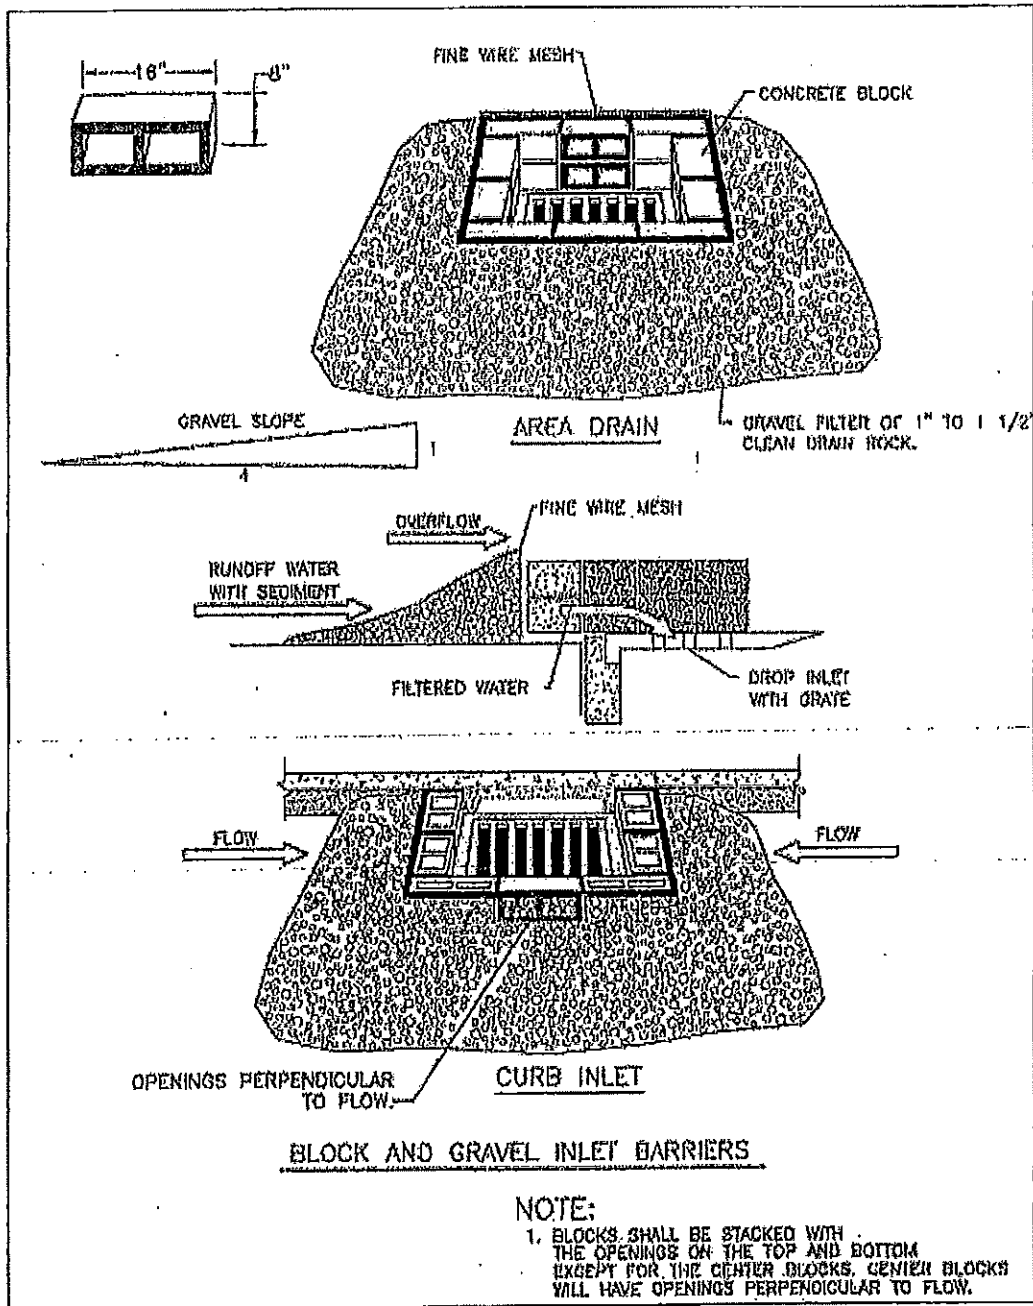 16"
8"
FINE WIRE MESH
CONCRETE BLOCK
AREA DRAIN
GRAVEL FILTER OF 1" TO 1 1/2"
CLEAN DRAIN ROCK.
GRAVEL SLOPE
1
4
OVERFLOW
FINE WIRE MESH
RUNOFF WATER
WITH SEDIMENT
FILTERED WATER
DROP INLET
WITH GRATE
FLOW
FLOW
OPENINGS PERPENDICULAR
TO FLOW.
CURB INLET
BLOCK AND GRAVEL INLET BARRIERS
NOTE:
1. BLOCKS SHALL BE STACKED WITH
THE OPENINGS ON THE TOP AND BOTTOM
EXCEPT FOR THE CENTER BLOCKS. CENTER BLOCKS
WILL HAVE OPENINGS PERPENDICULAR TO FLOW.